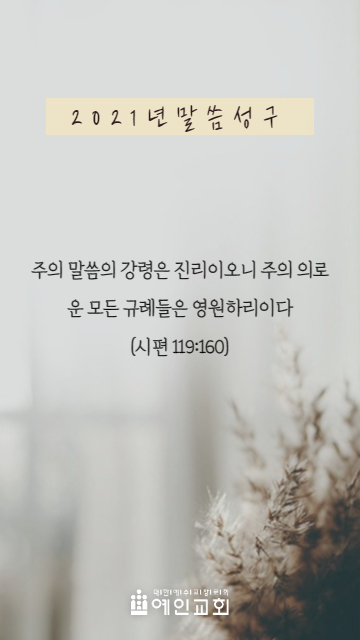 2021년말씀성구
주의 말씀의 강령은 진리이오니 주의 의로
운 모든 규례들은 영원하리이다
(시편 119:160)
예인교회